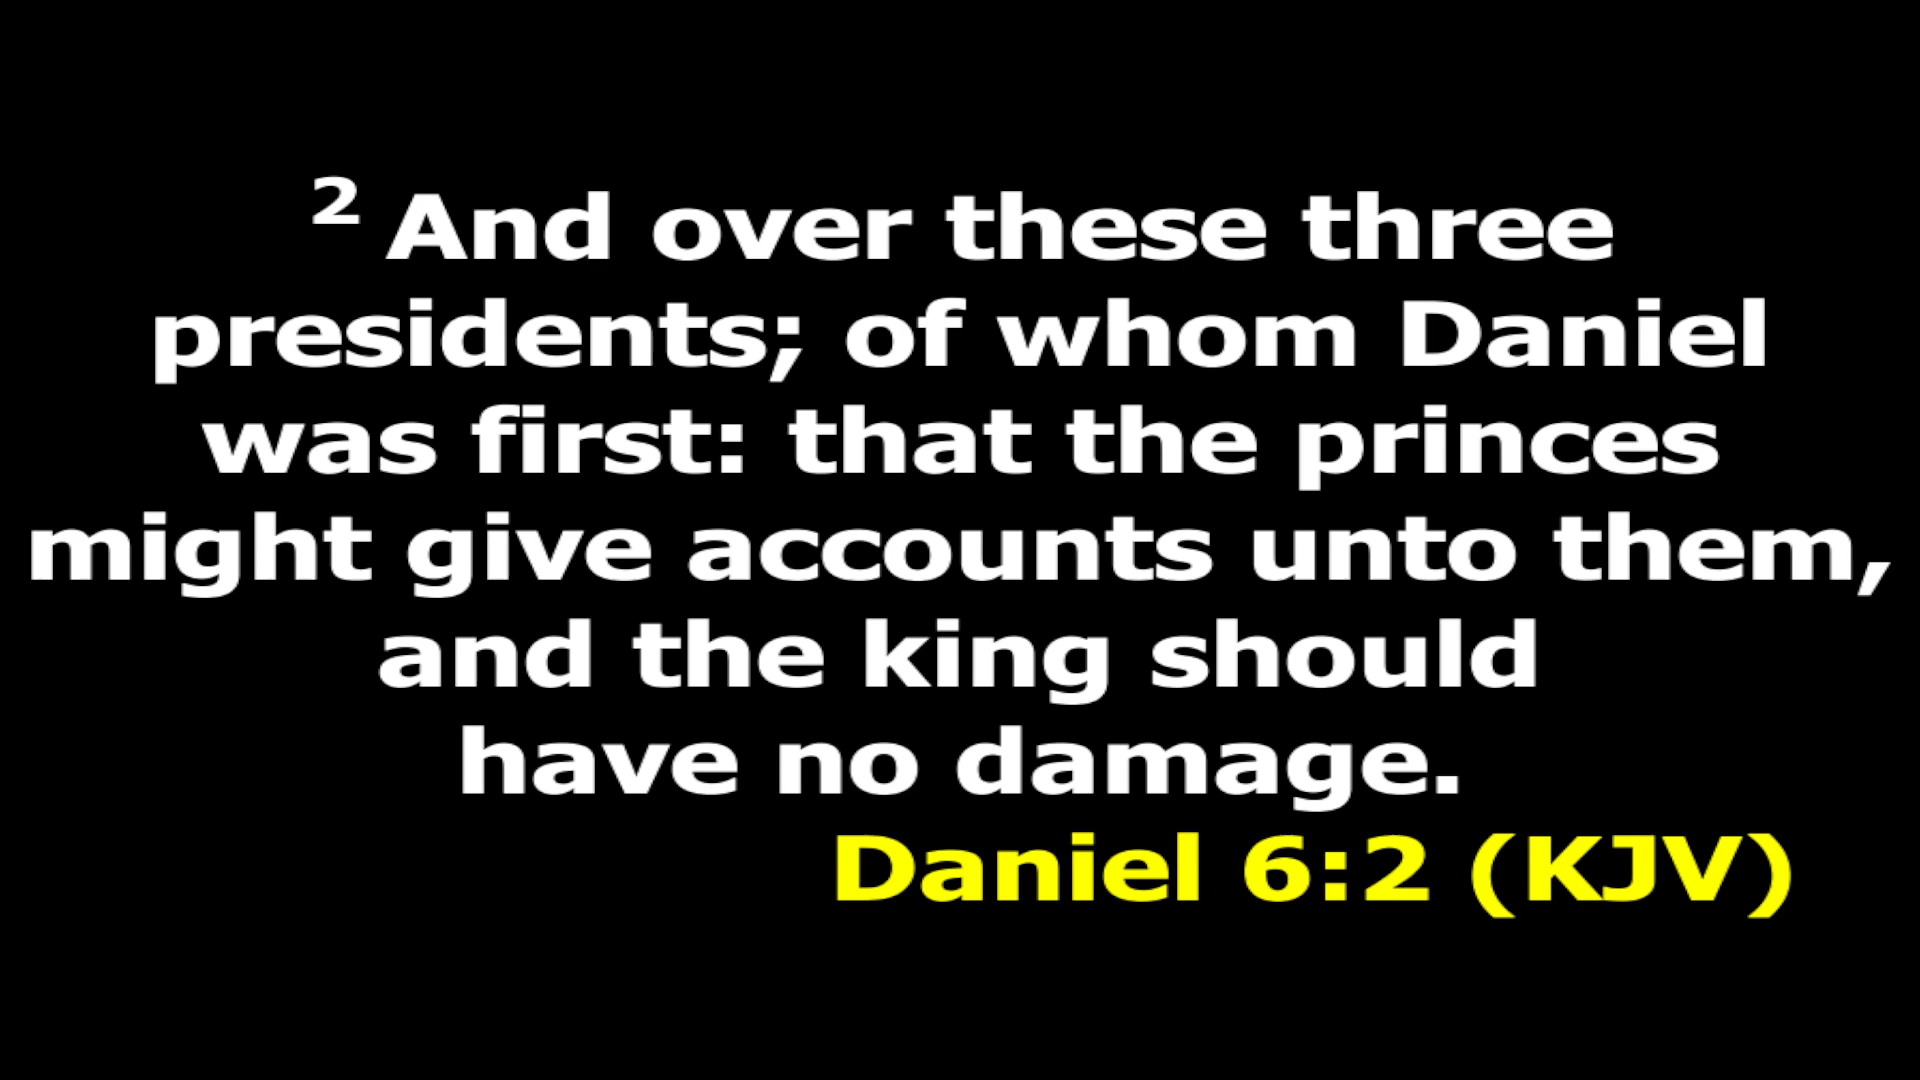 ² And over these three
presidents; of whom Daniel
was first: that the princes
might give accounts unto them,
and the king should
have no damage.
Daniel 6:2 (KJV)